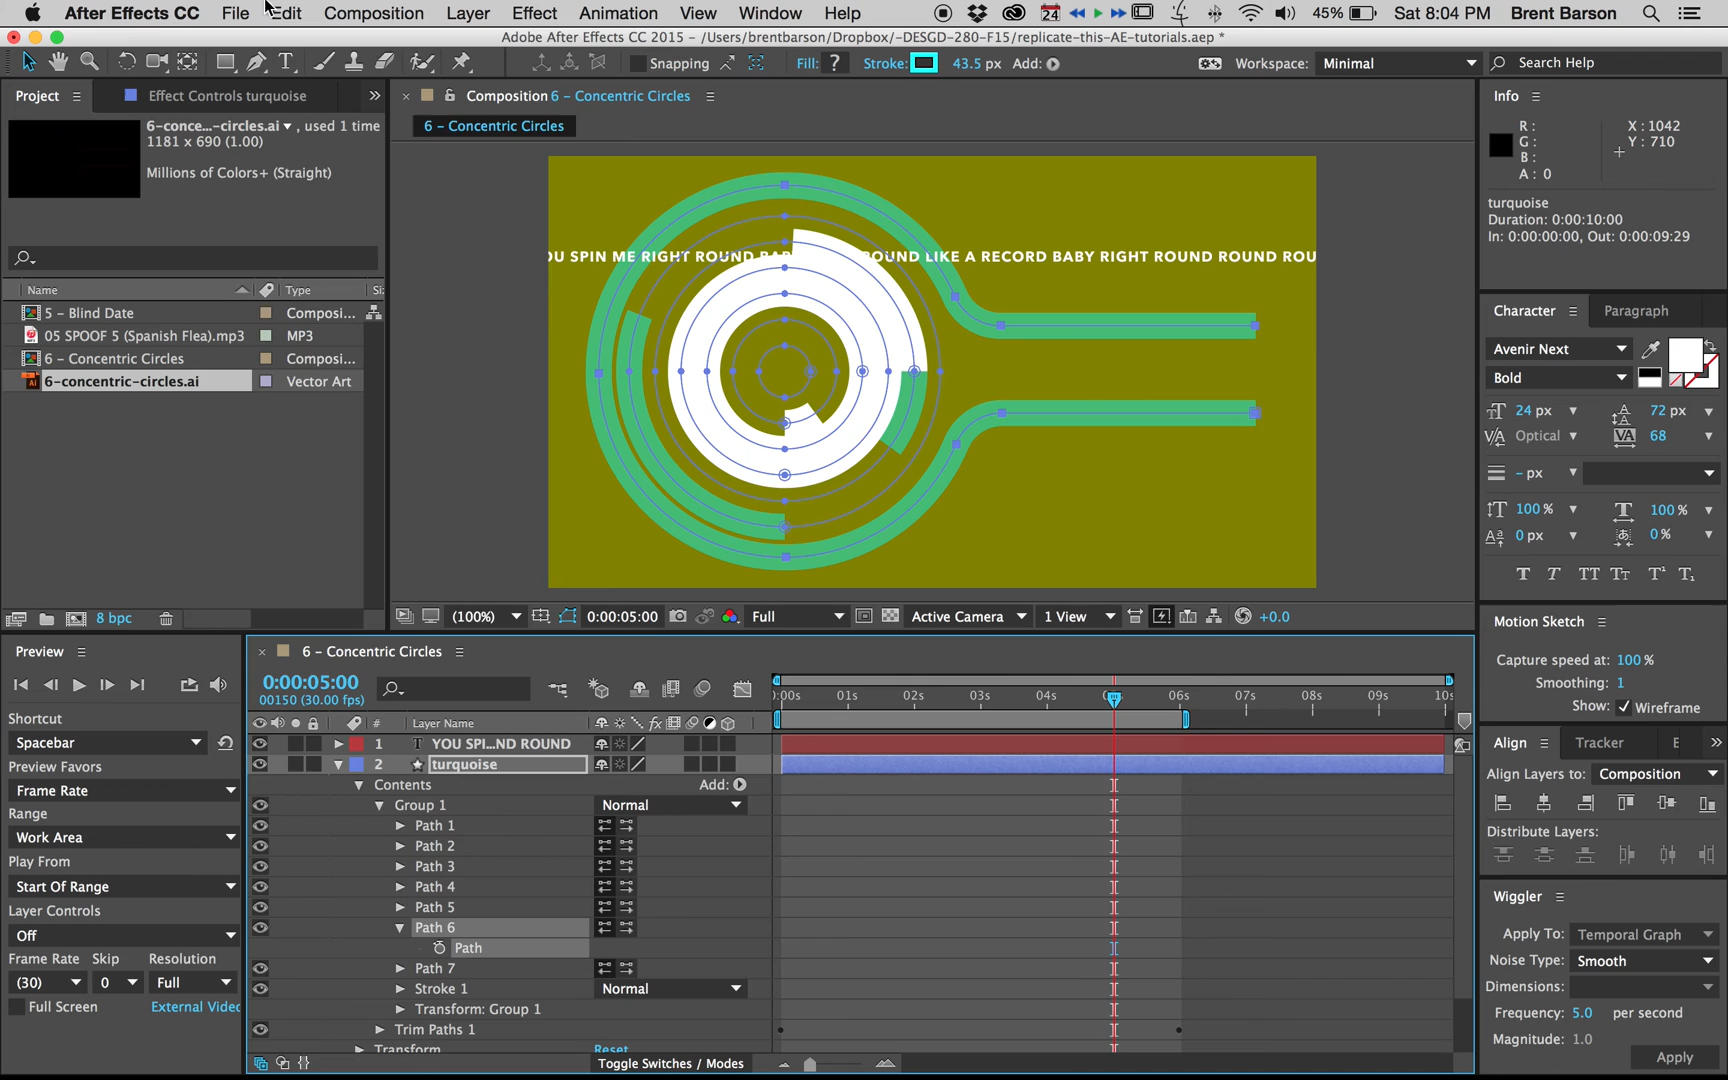 After Effects CC File Edit Composition Layer Effect Animation View Window Help 24 45% Sat 8:04 PM Brent Barson
Adobe After Effects CC 2015 - /Users/brentbarson/Dropbox/-DESGD-280-F15/replicate-this-AE-tutorials.aep *
T Snapping Fill: ? Stroke: 43.5 px Add: Workspace: Minimal Search Help
Project Effect Controls turquoise
Composition 6 – Concentric Circles
Info
6-conce...-circles.ai , used 1 time
1181 x 690 (1.00)
Millions of Colors+ (Straight)
6 – Concentric Circles
R:
G:
B:
A: 0
X: 1042
Y: 710
turquoise
Duration: 0:00:10:00
In: 0:00:00:00, Out: 0:00:09:29
Name Type Si
5 – Blind Date Composi...
05 SPOOF 5 (Spanish Flea).mp3 MP3
6 – Concentric Circles Composi...
Ai 6-concentric-circles.ai Vector Art
8 bpc
OU SPIN ME RIGHT ROUND BA OUND LIKE A RECORD BABY RIGHT ROUND ROUND ROU
(100%) 0:00:05:00 Full Active Camera 1 View +0.0
Character Paragraph
Avenir Next
Bold
24 px 72 px
Optical 68
– px
100 % 100 %
0 px 0 %
T T TT Tt T¹ T₁
Motion Sketch
Capture speed at: 100 %
Smoothing: 1
Show: Wireframe
Align Tracker E
Align Layers to: Composition
Distribute Layers:
Wiggler
Apply To: Temporal Graph
Noise Type: Smooth
Dimensions:
Frequency: 5.0 per second
Magnitude: 1.0
Apply
Preview
Shortcut
Spacebar
Preview Favors
Frame Rate
Range
Work Area
Play From
Start Of Range
Layer Controls
Off
Frame Rate Skip Resolution
(30) 0 Full
Full Screen External Video
6 – Concentric Circles
0:00:05:00
00150 (30.00 fps)
:00s 01s 02s 03s 04s 06s 07s 08s 09s 10s
# Layer Name fx
1 T YOU SPI...ND ROUND
2 turquoise
Contents Add:
Group 1 Normal
Path 1
Path 2
Path 3
Path 4
Path 5
Path 6
Path
Path 7
Stroke 1 Normal
Transform: Group 1
Trim Paths 1
Transform Reset
Toggle Switches / Modes